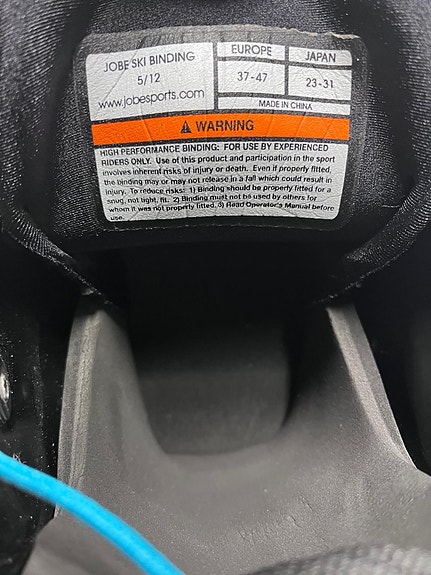 JOBE SKI BINDING
5/12
www.jobesports.com
EUROPE
37-47
JAPAN
23-31
MADE IN CHINA
WARNING
HIGH PERFORMANCE BINDING: FOR USE BY EXPERIENCED
RIDERS ONLY. Use of this product and participation in the sport
involves inherent risks of injury or death. Even if properly fitted,
the binding may or may not release in a fall which could result in
injury. To reduce risks: 1) Binding should be properly fitted for a
snug, not tight, fit. 2) Binding must not be used by others for
whom it was not properly fitted. 3) Read Operator's Manual before
use.